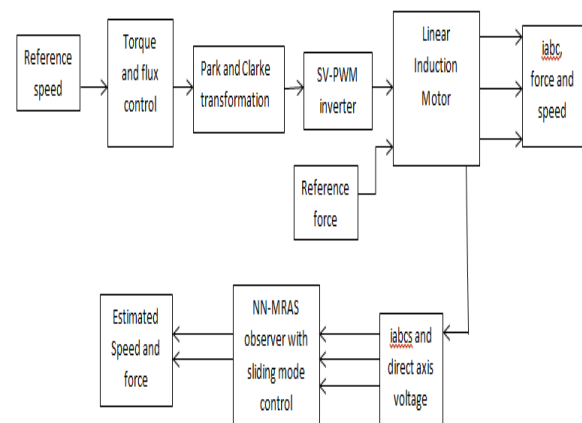 Reference
speed
Torque
and flux
control
Park and Clarke
transformation
SV-PWM
inverter
Linear
Induction
Motor
iabc,
force and
speed
Reference
force
Estimated
Speed and
force
NN-MRAS
observer with
sliding mode
control
iabcs and
direct axis
voltage